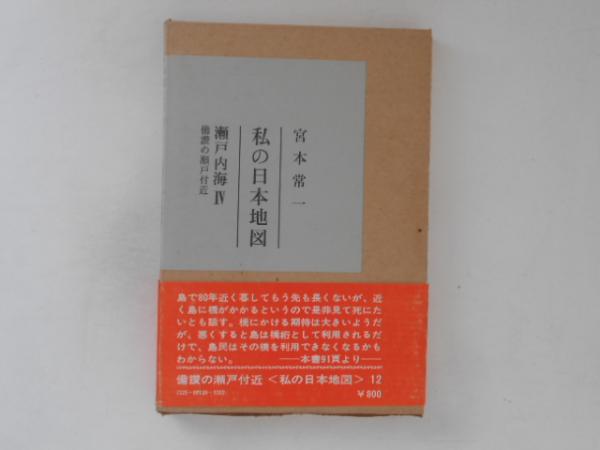 宮本常一
私の日本地図
瀬戸内海Ⅳ
備讃の瀬戸付近
島で80年近く暮してもう先も長くないが、近
く島に橋がかかるというので是非見て死にた
いとも話す。橋にかける期待は大きいようだ
が、悪くすると島は橋桁として利用されるだ
けで、島民はその橋を利用できなくなるかも
わからない。 ——本書91頁より——
備讃の瀬戸付近 <私の日本地図> 12
¥800